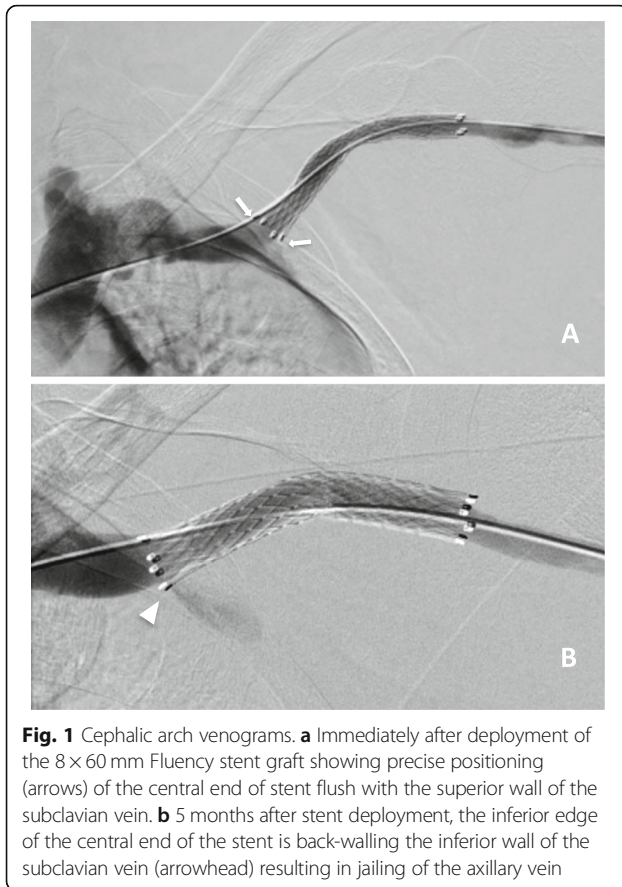 A
B
Fig. 1 Cephalic arch venograms. a Immediately after deployment of
the 8 × 60 mm Fluency stent graft showing precise positioning
(arrows) of the central end of stent flush with the superior wall of the
subclavian vein. b 5 months after stent deployment, the inferior edge
of the central end of the stent is back-walling the inferior wall of the
subclavian vein (arrowhead) resulting in jailing of the axillary vein